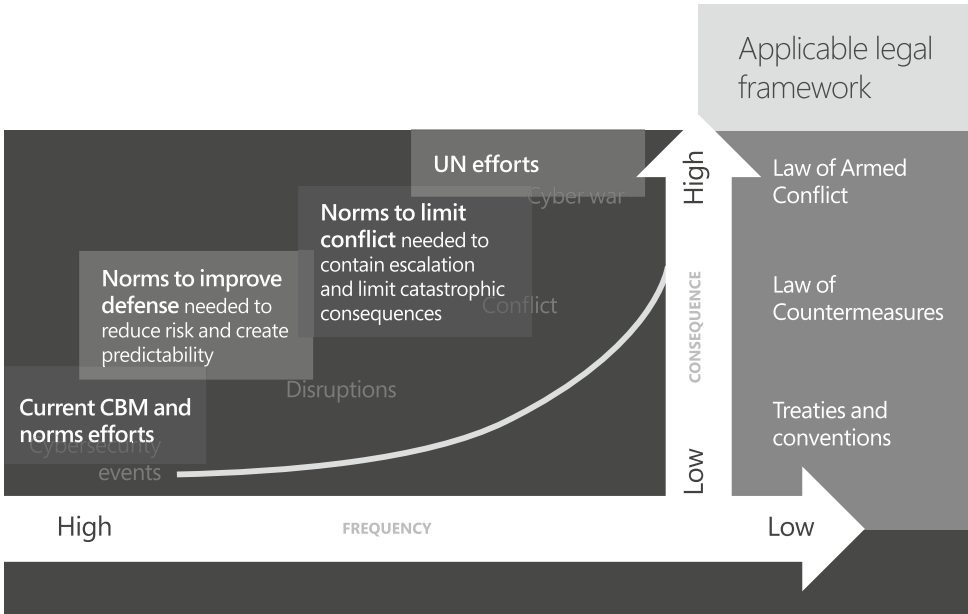 Applicable legal
framework
UN efforts
Cyber war
Norms to limit
conflict needed to
contain escalation
and limit catastrophic
consequences
Conflict
Norms to improve
defense needed to
reduce risk and create
predictability
Disruptions
Current CBM and
norms efforts
Cybersecurity
events
High
CONSEQUENCE
Low
Law of Armed
Conflict
Law of
Countermeasures
Treaties and
conventions
High
FREQUENCY
Low